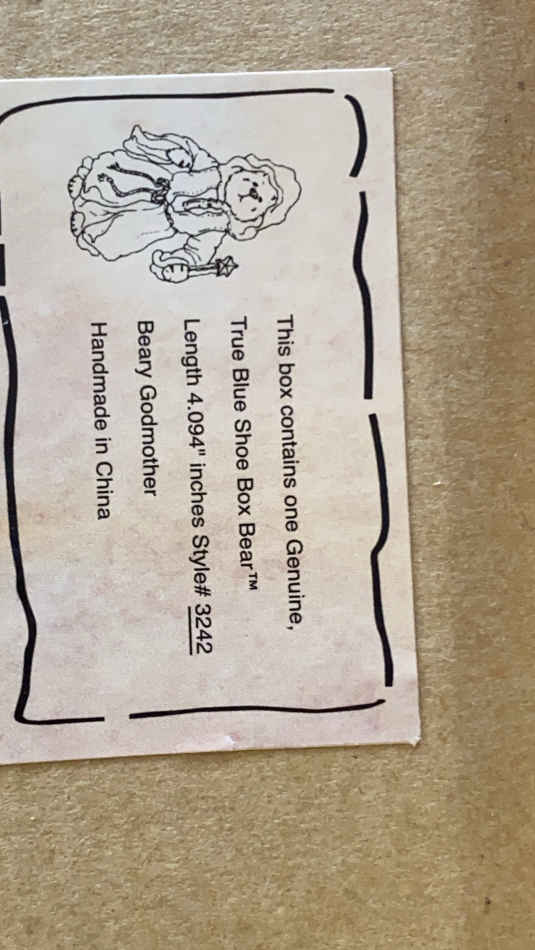 This box contains one Genuine,
True Blue Shoe Box Bear™
Length 4.094" inches Style# 3242
Beary Godmother
Handmade in China